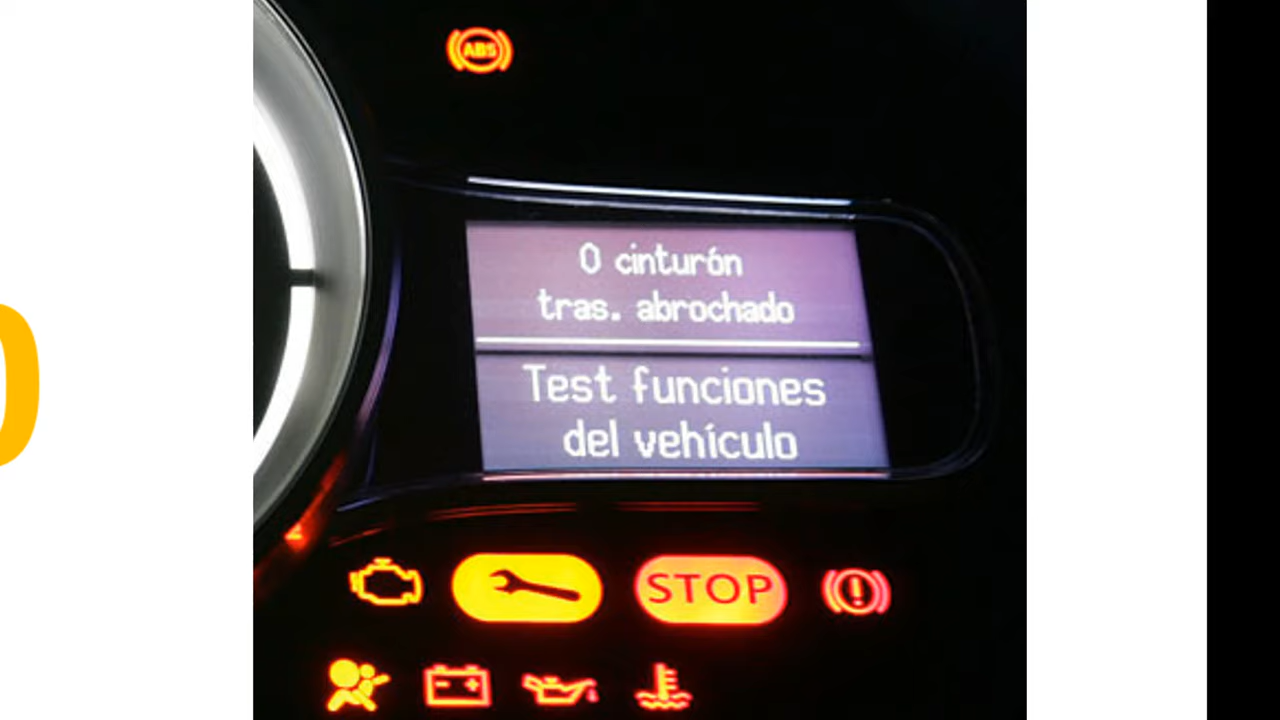 ABS
0 cinturón
tras. abrochado
Test funciones
del vehículo
STOP